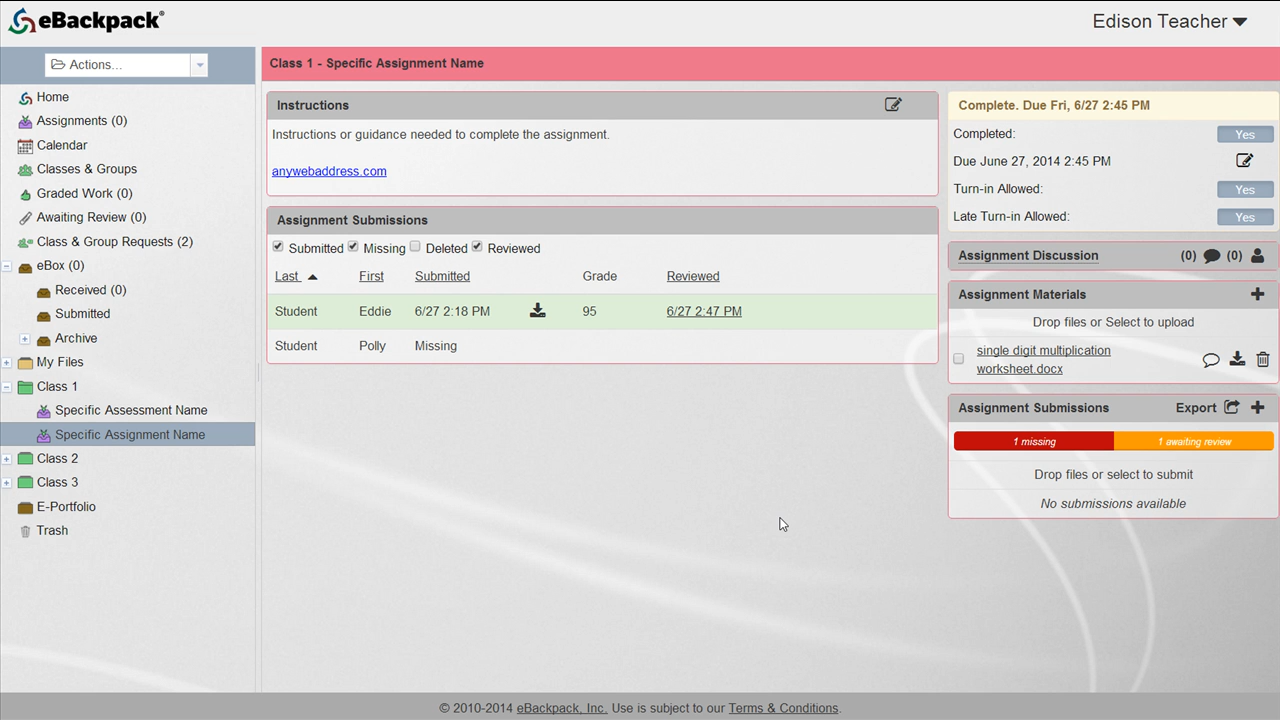 eBackpack®
Edison Teacher
Actions...
Home
Assignments (0)
Calendar
Classes & Groups
Graded Work (0)
Awaiting Review (0)
Class & Group Requests (2)
eBox (0)
Received (0)
Submitted
Archive
My Files
Class 1
Specific Assessment Name
Specific Assignment Name
Class 2
Class 3
E-Portfolio
Trash
Class 1 - Specific Assignment Name
Instructions
Instructions or guidance needed to complete the assignment.
anywebaddress.com
Assignment Submissions
Submitted Missing Deleted Reviewed
Last First Submitted Grade Reviewed
Student Eddie 6/27 2:18 PM 95 6/27 2:47 PM
Student Polly Missing
Complete. Due Fri, 6/27 2:45 PM
Completed: Yes
Due June 27, 2014 2:45 PM
Turn-in Allowed: Yes
Late Turn-in Allowed: Yes
Assignment Discussion (0) (0)
Assignment Materials
Drop files or Select to upload
single digit multiplication
worksheet.docx
Assignment Submissions Export
1 missing 1 awaiting review
Drop files or select to submit
No submissions available
© 2010-2014 eBackpack, Inc. Use is subject to our Terms & Conditions.